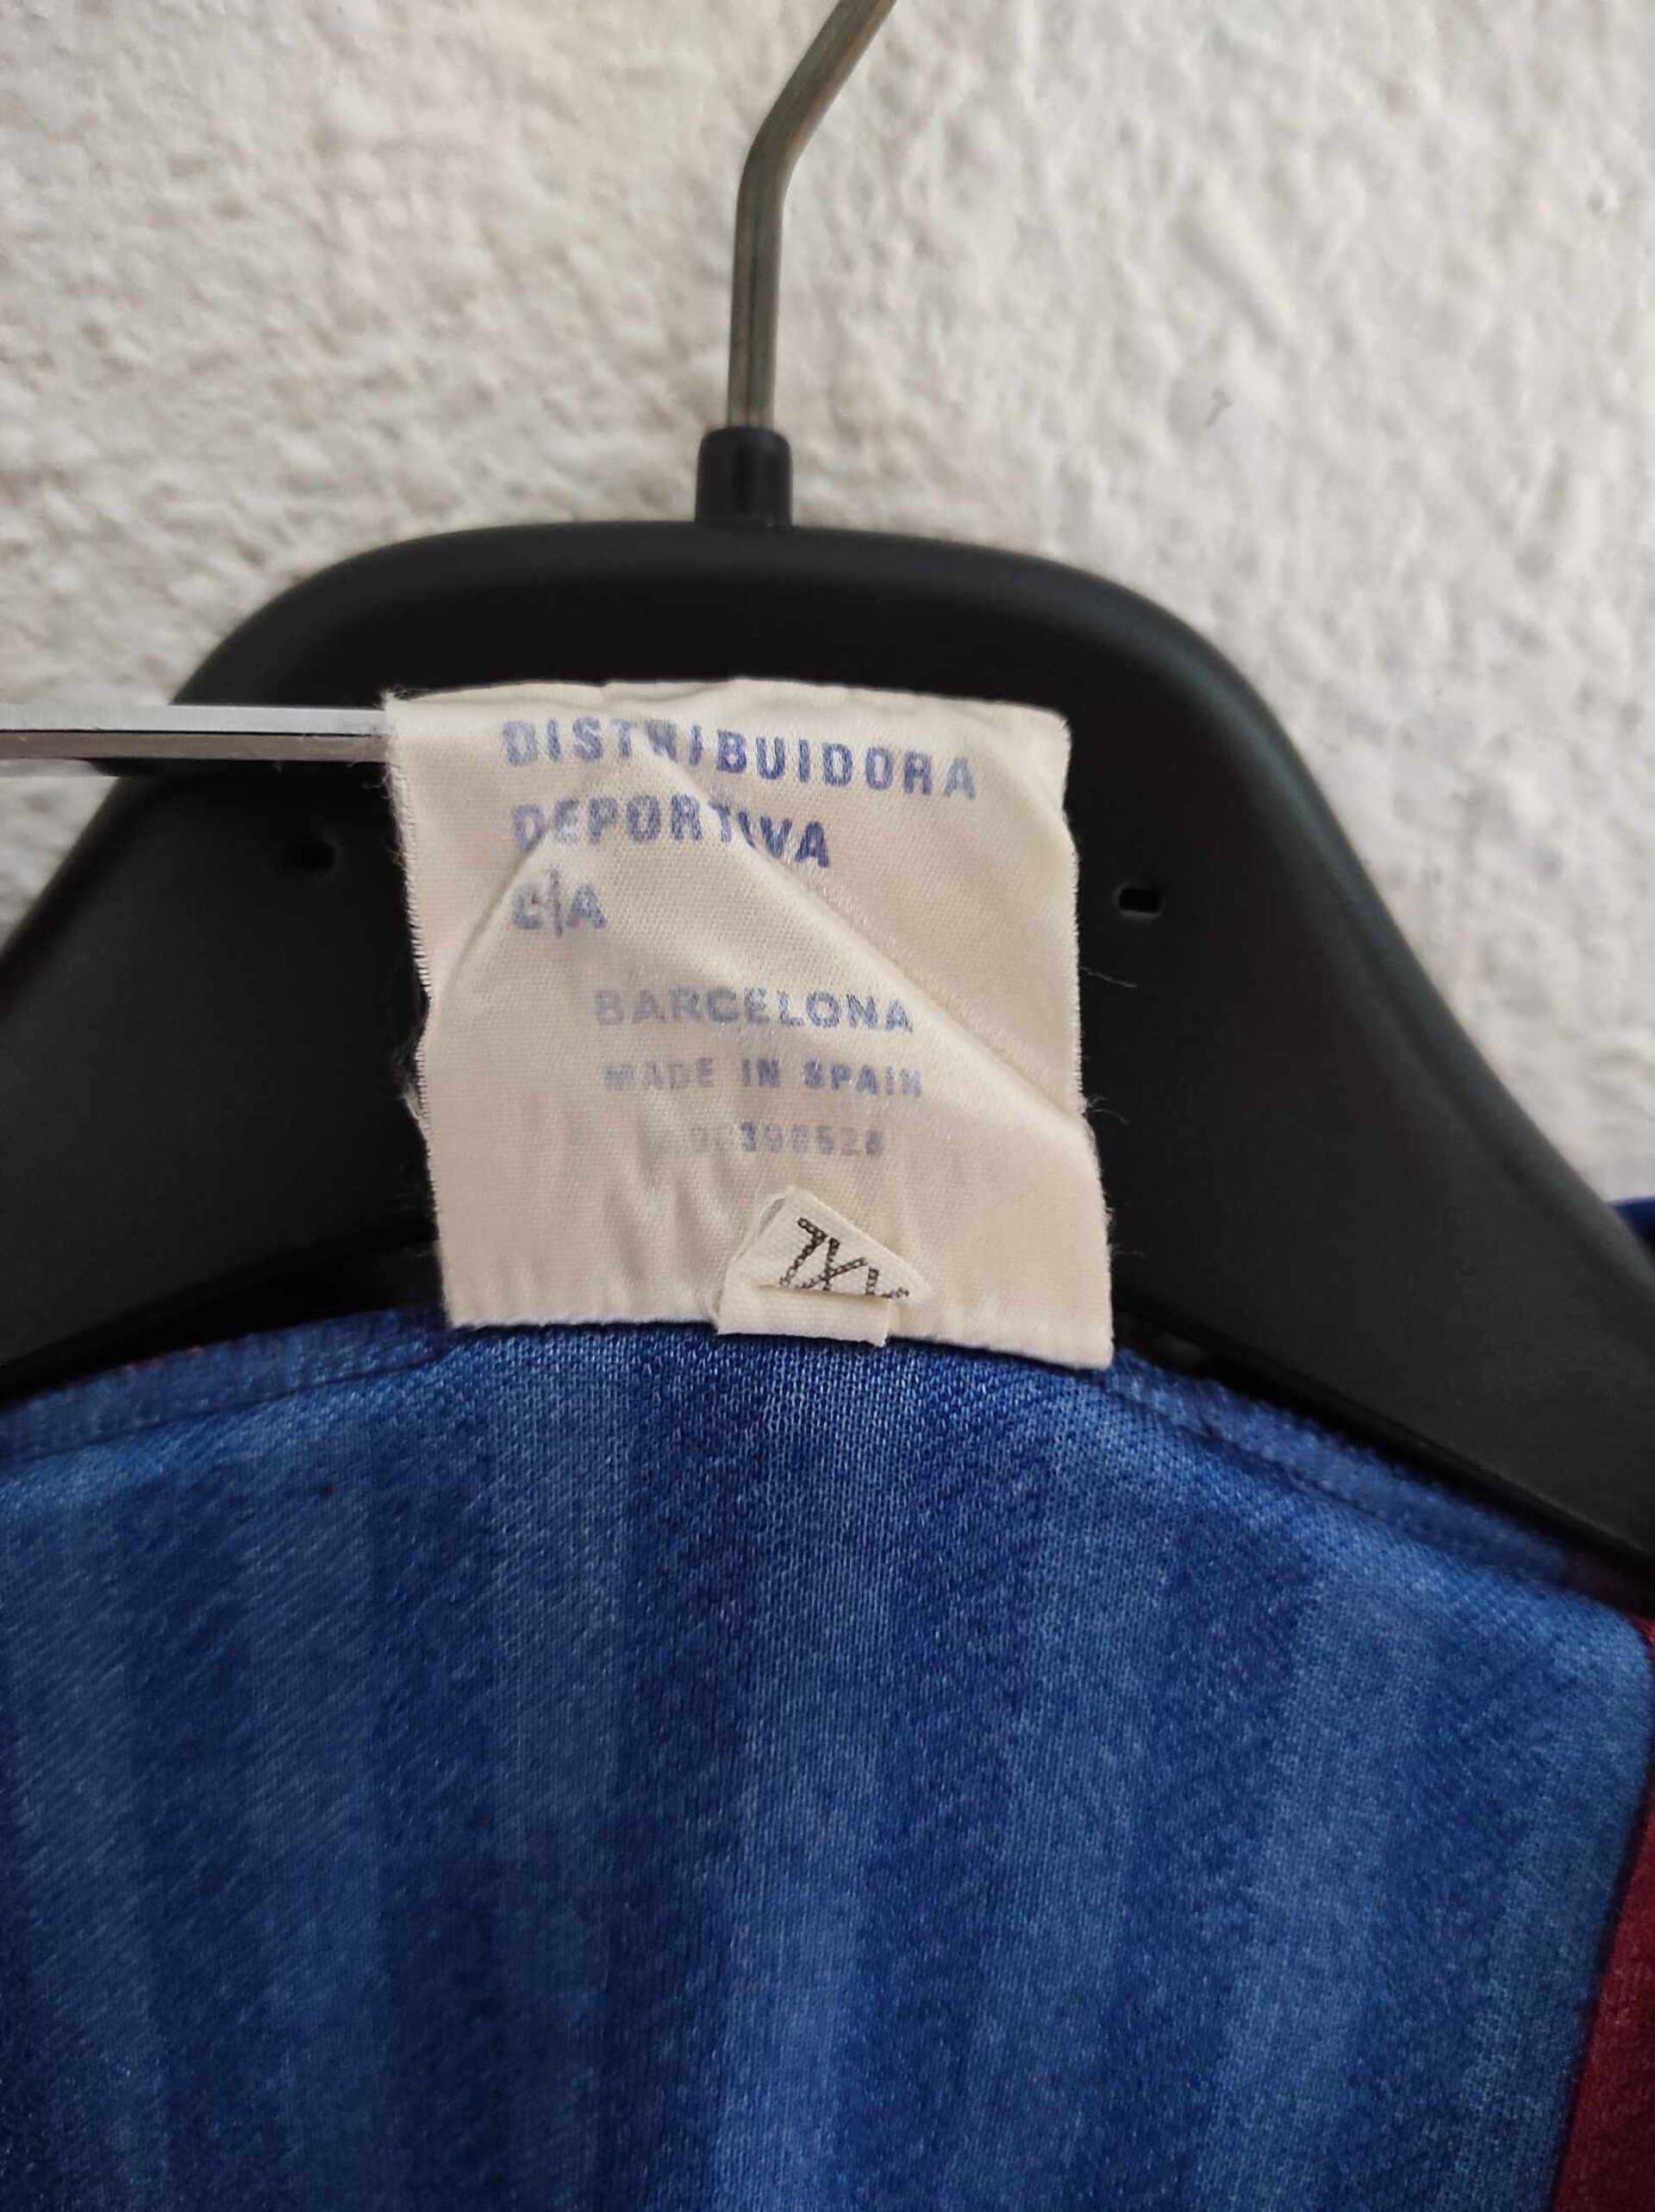 DISTRIBUIDORA
DEPORTIVA
C/A
BARCELONA
MADE IN SPAIN